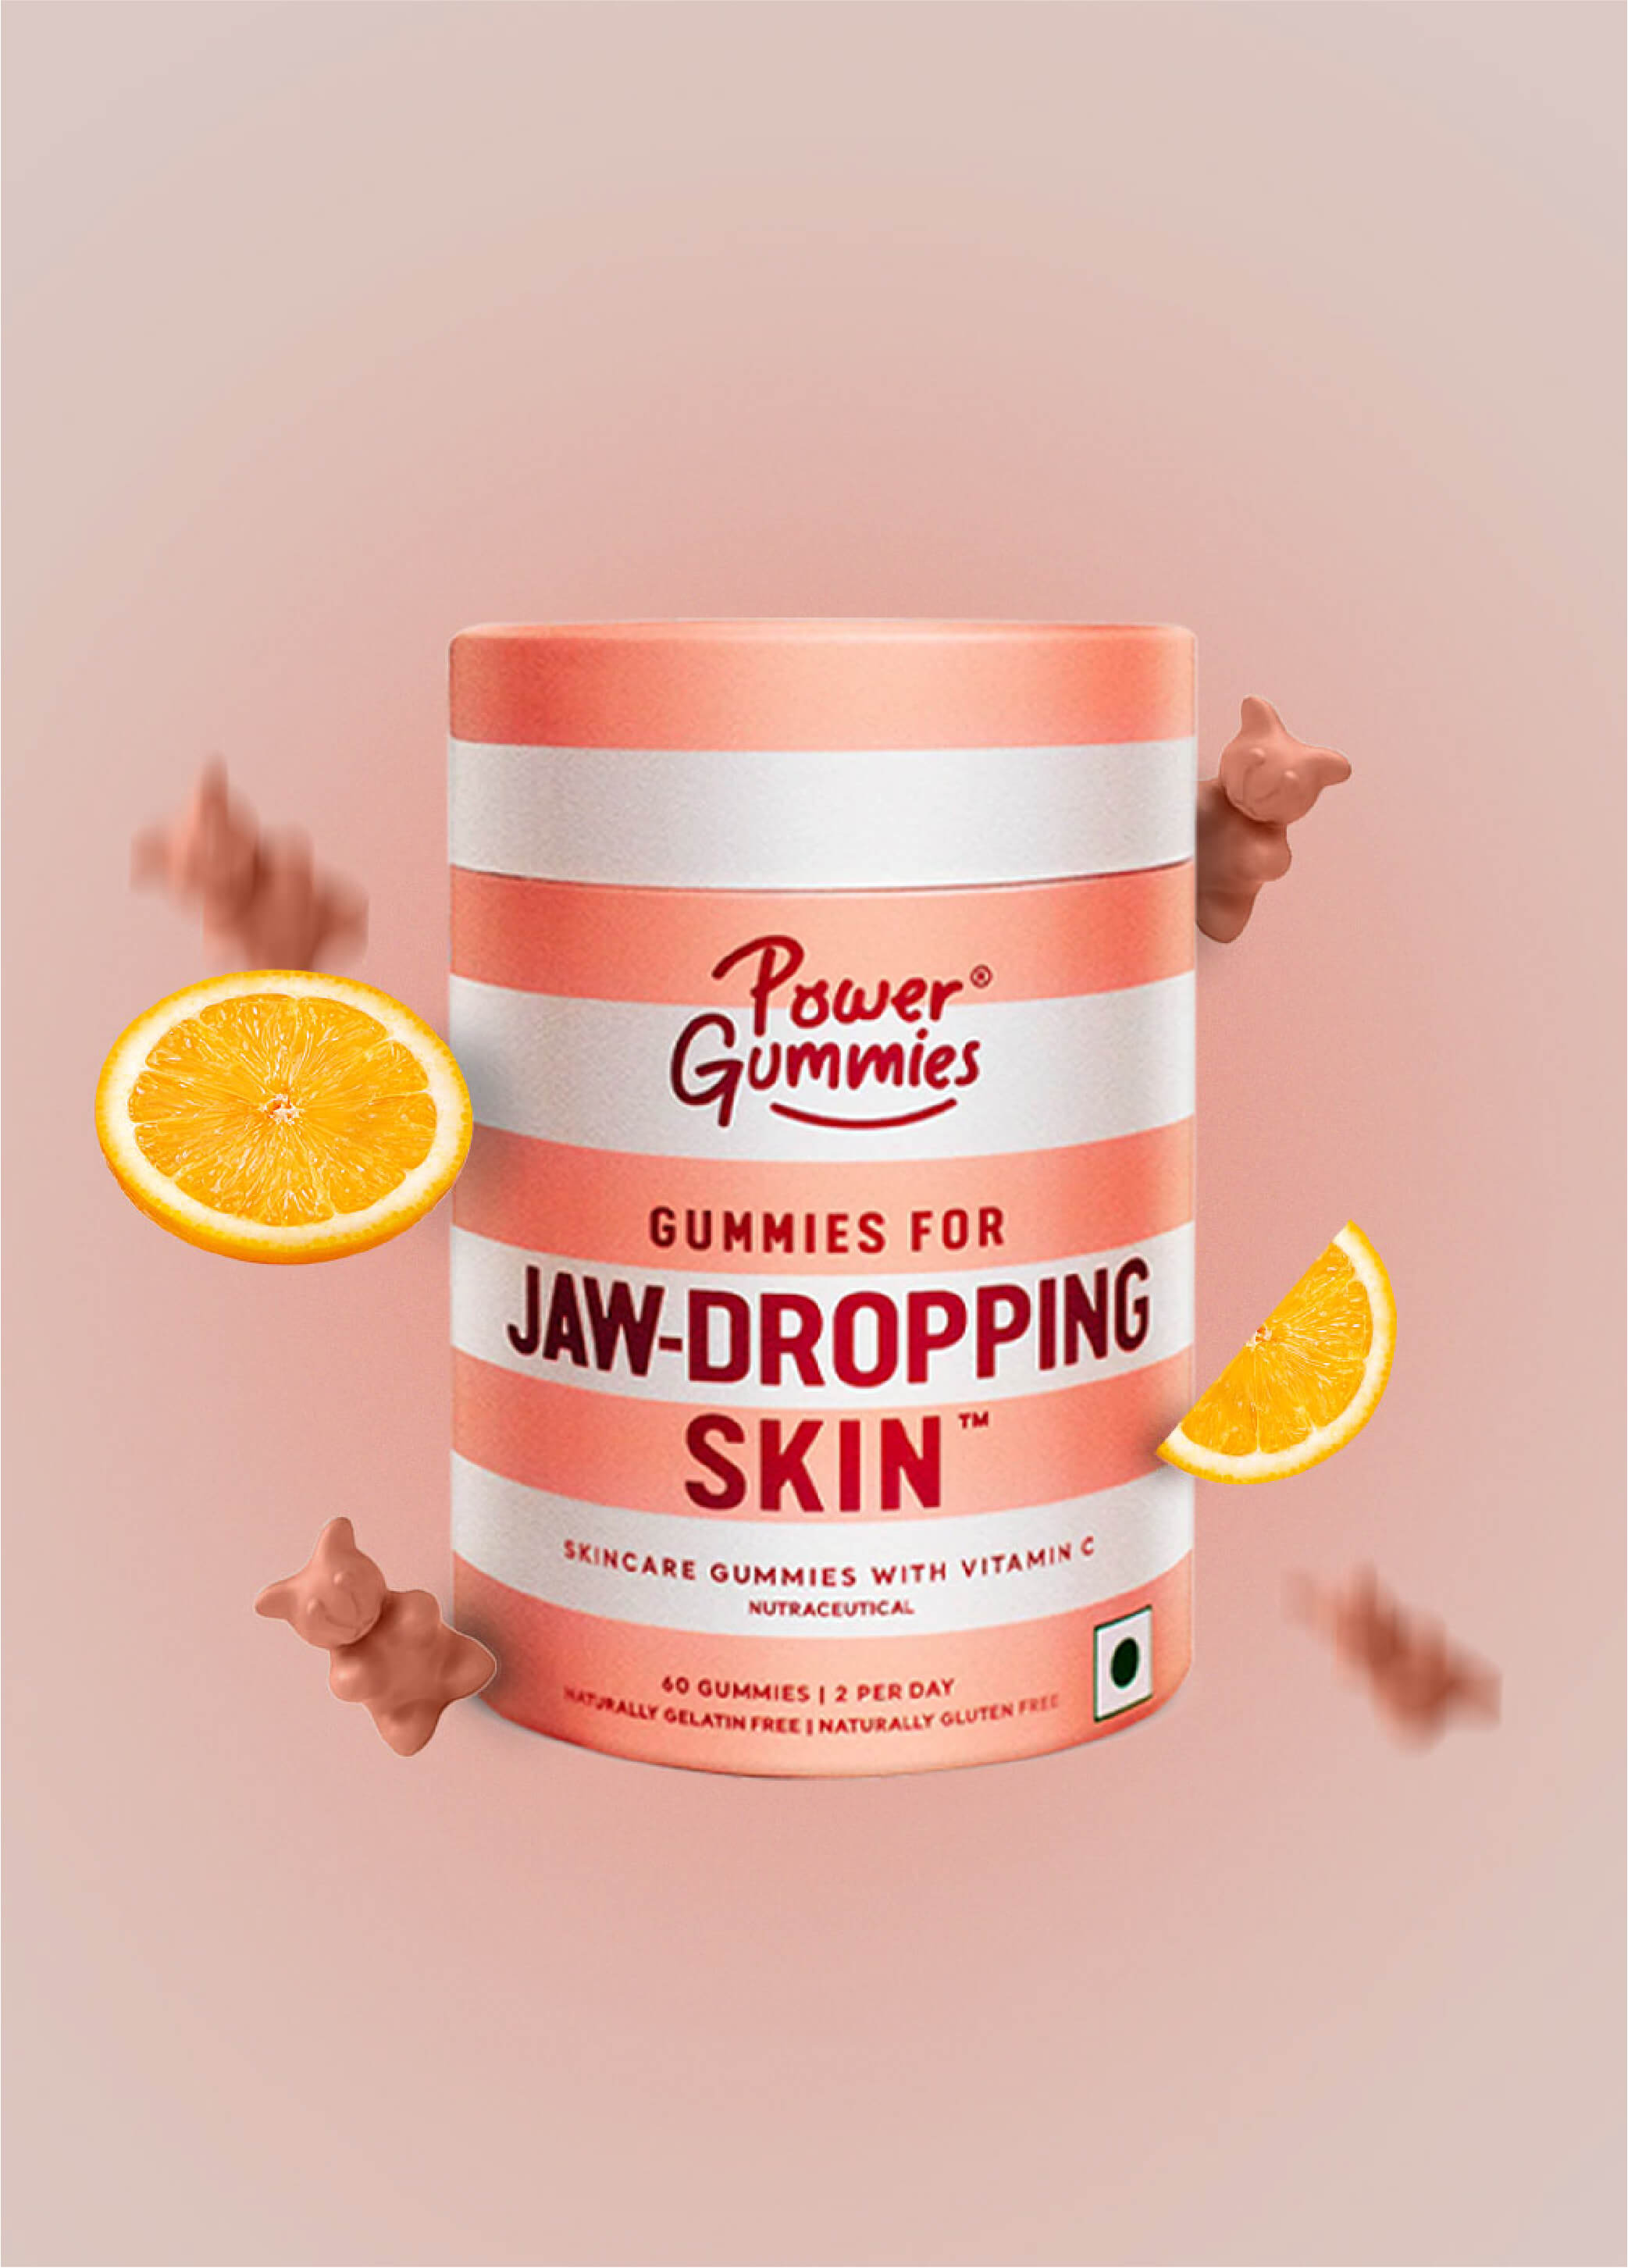 Power®
Gummies
GUMMIES FOR
JAW-DROPPING
SKIN™
SKINCARE GUMMIES WITH VITAMIN C
NUTRACEUTICAL
60 GUMMIES | 2 PER DAY
NATURALLY GELATIN FREE | NATURALLY GLUTEN FREE